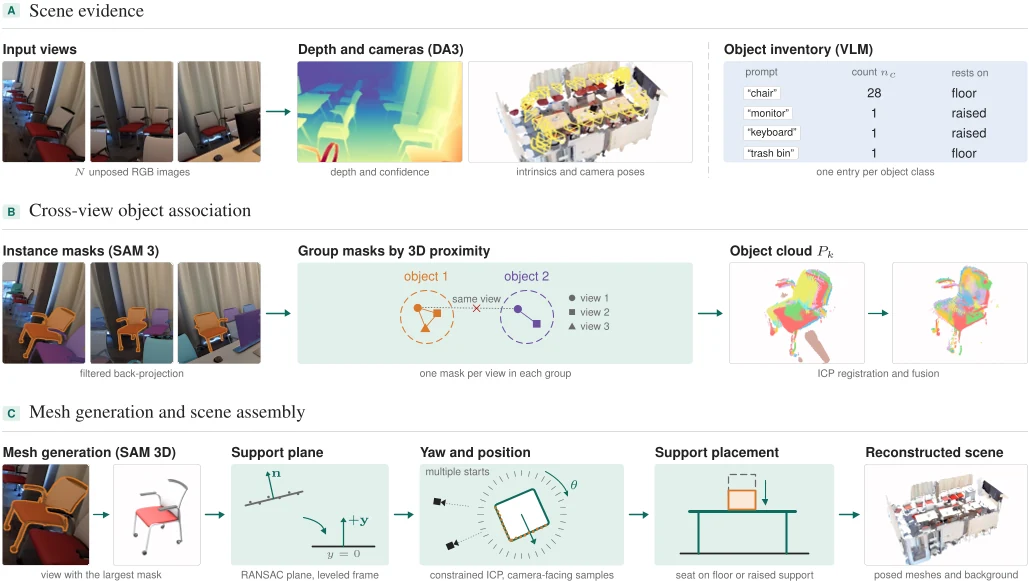 A Scene evidence
Input views
Depth and cameras (DA3)
Object inventory (VLM)
prompt count n_c rests on
"chair" 28 floor
"monitor" 1 raised
"keyboard" 1 raised
"trash bin" 1 floor
N unposed RGB images
depth and confidence
intrinsics and camera poses
one entry per object class
B Cross-view object association
Instance masks (SAM 3)
Group masks by 3D proximity
Object cloud P_k
object 1
object 2
same view
view 1
view 2
view 3
filtered back-projection
one mask per view in each group
ICP registration and fusion
C Mesh generation and scene assembly
Mesh generation (SAM 3D)
Support plane
Yaw and position
Support placement
Reconstructed scene
n
+y
y = 0
multiple starts
θ
view with the largest mask
RANSAC plane, leveled frame
constrained ICP, camera-facing samples
seat on floor or raised support
posed meshes and background